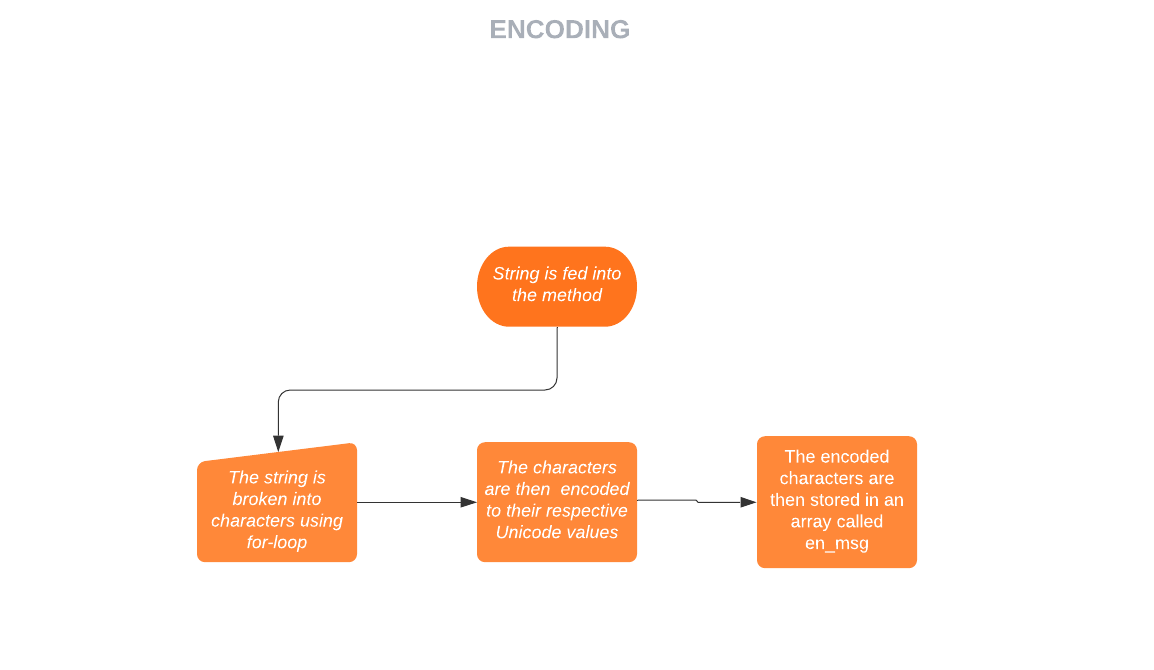 ENCODING
String is fed into
the method
The string is
broken into
characters using
for-loop
The characters
are then  encoded
to their respective
Unicode values
The encoded
characters are
then stored in an
array called
en_msg